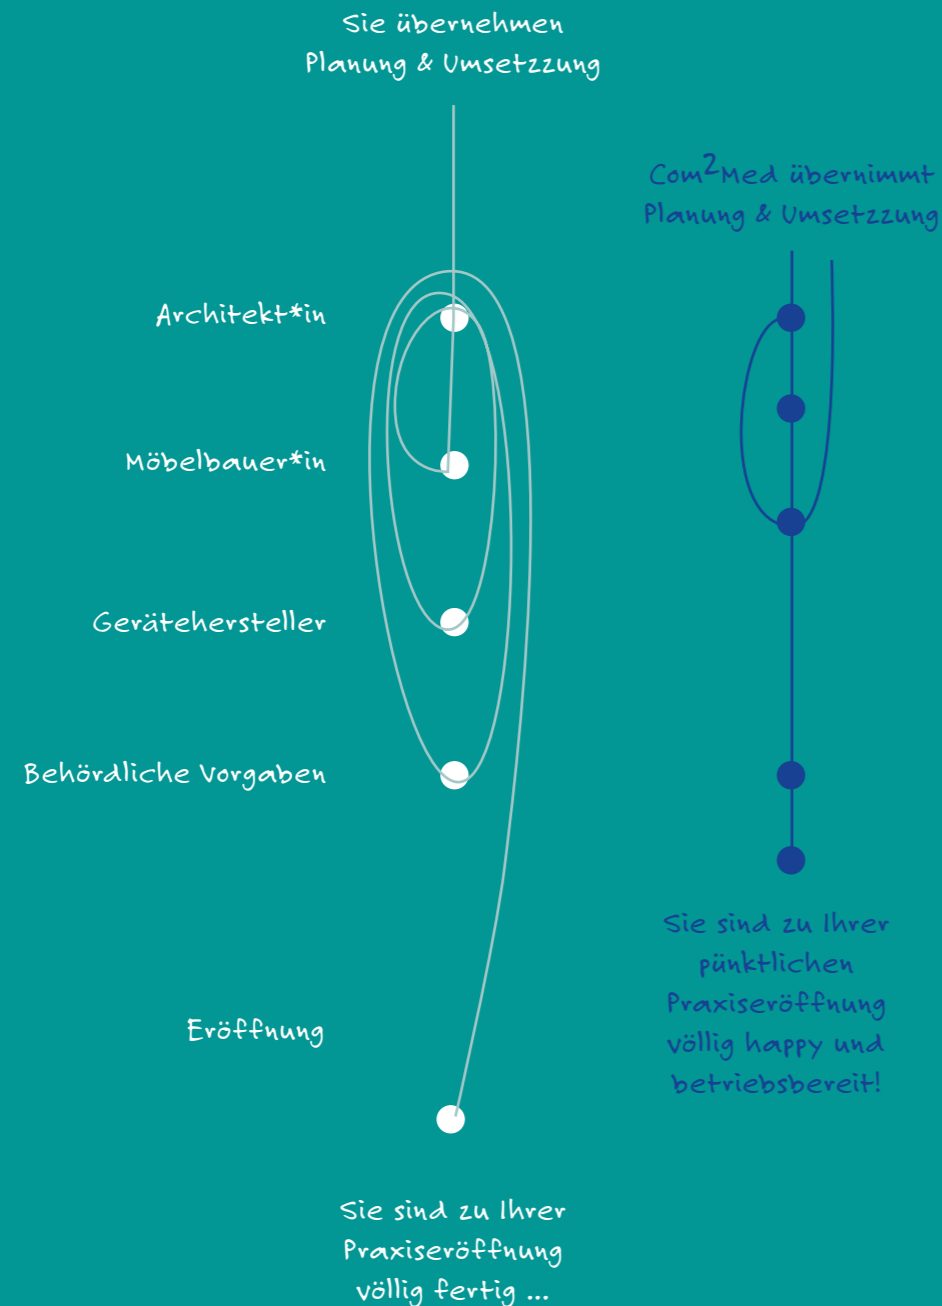 Sie übernehmen
Planung & Umsetzzung
Com²Med übernimmt
Planung & Umsetzzung
Architekt*in
Möbelbauer*in
Gerätehersteller
Behördliche Vorgaben
Eröffnung
Sie sind zu Ihrer
pünktlichen
Praxiseröffnung
völlig happy und
betriebsbereit!
Sie sind zu Ihrer
Praxiseröffnung
völlig fertig ...